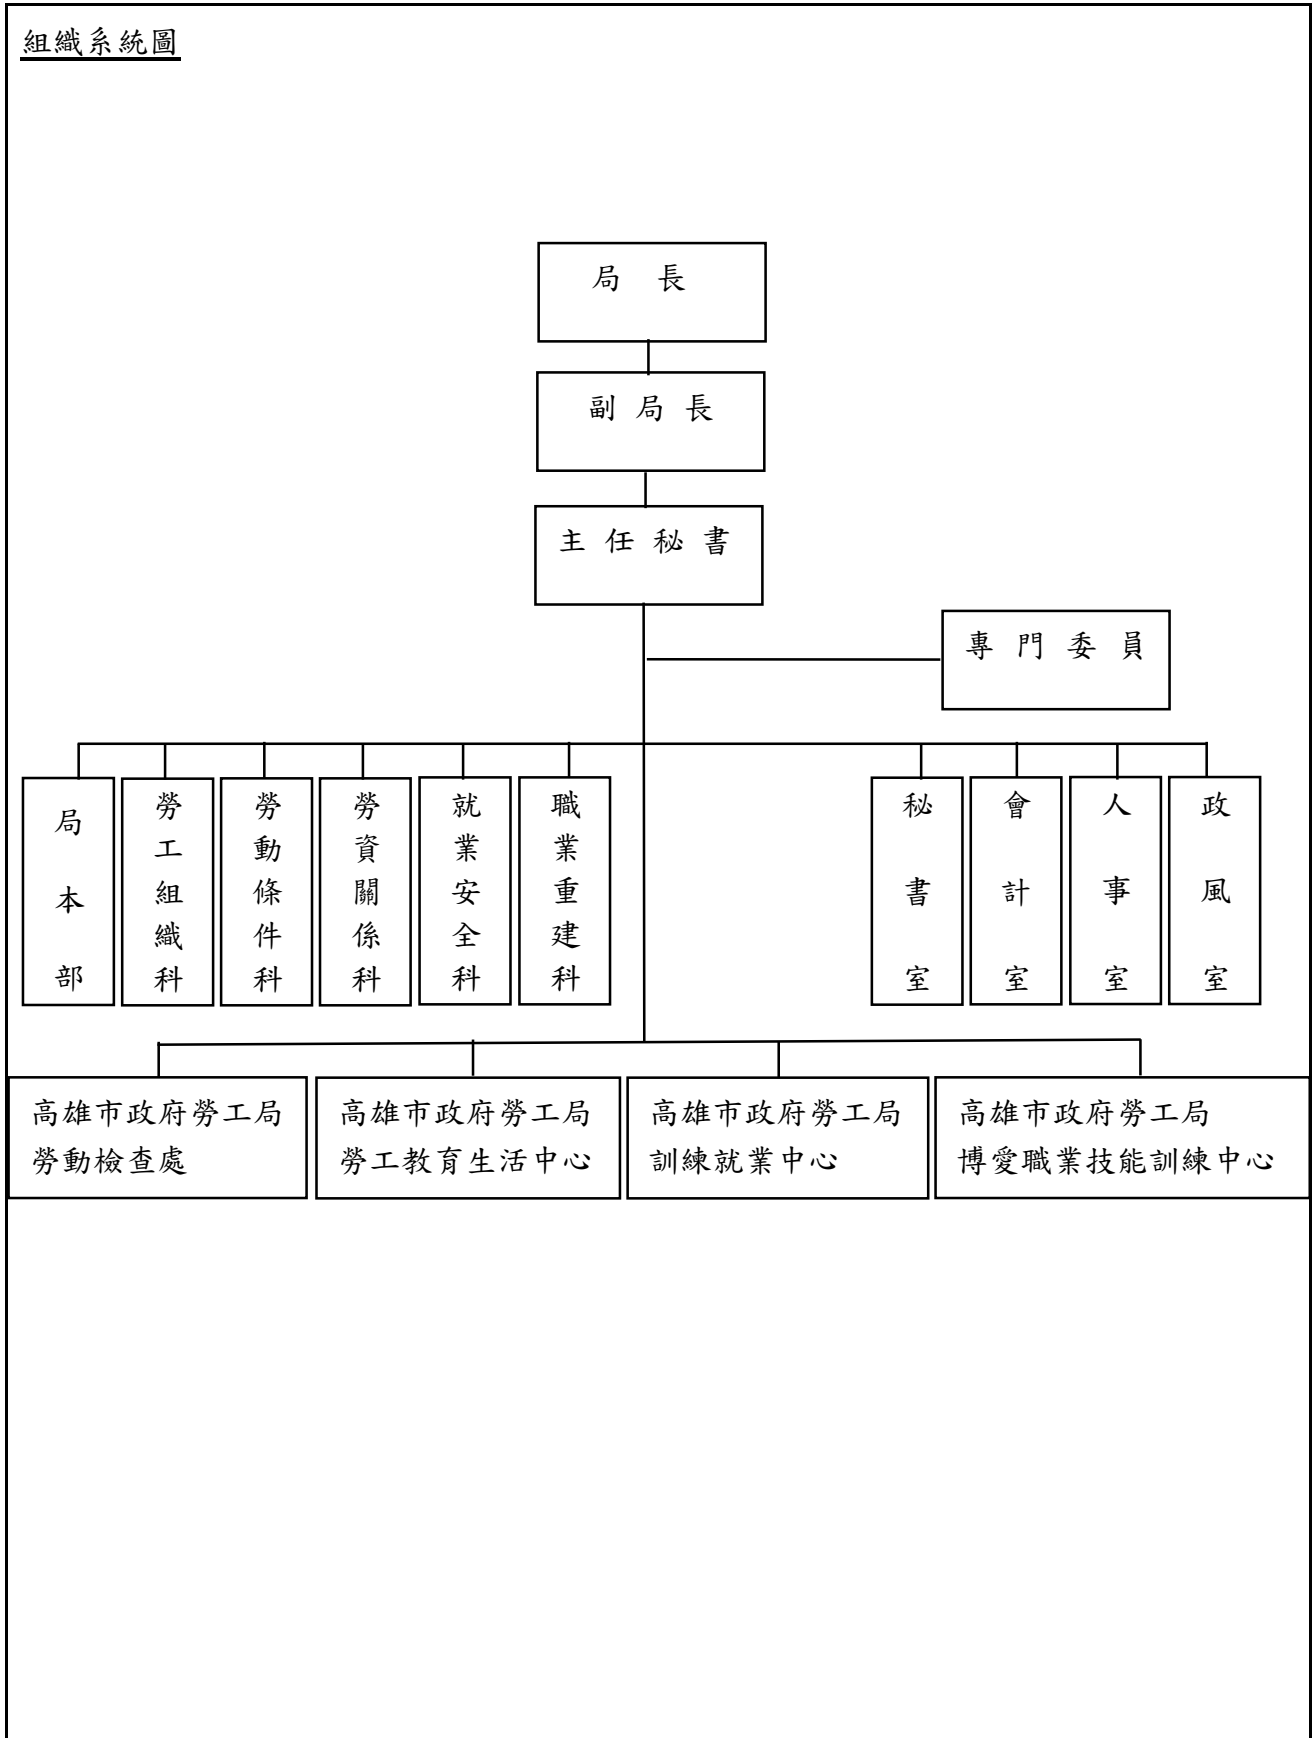 組織系統圖
局 長
副 局 長
主 任 秘 書
專 門 委 員
局本部
勞工組織科
勞動條件科
勞資關係科
就業安全科
職業重建科
秘書室
會計室
人事室
政風室
高雄市政府勞工局
勞動檢查處
高雄市政府勞工局
勞工教育生活中心
高雄市政府勞工局
訓練就業中心
高雄市政府勞工局
博愛職業技能訓練中心